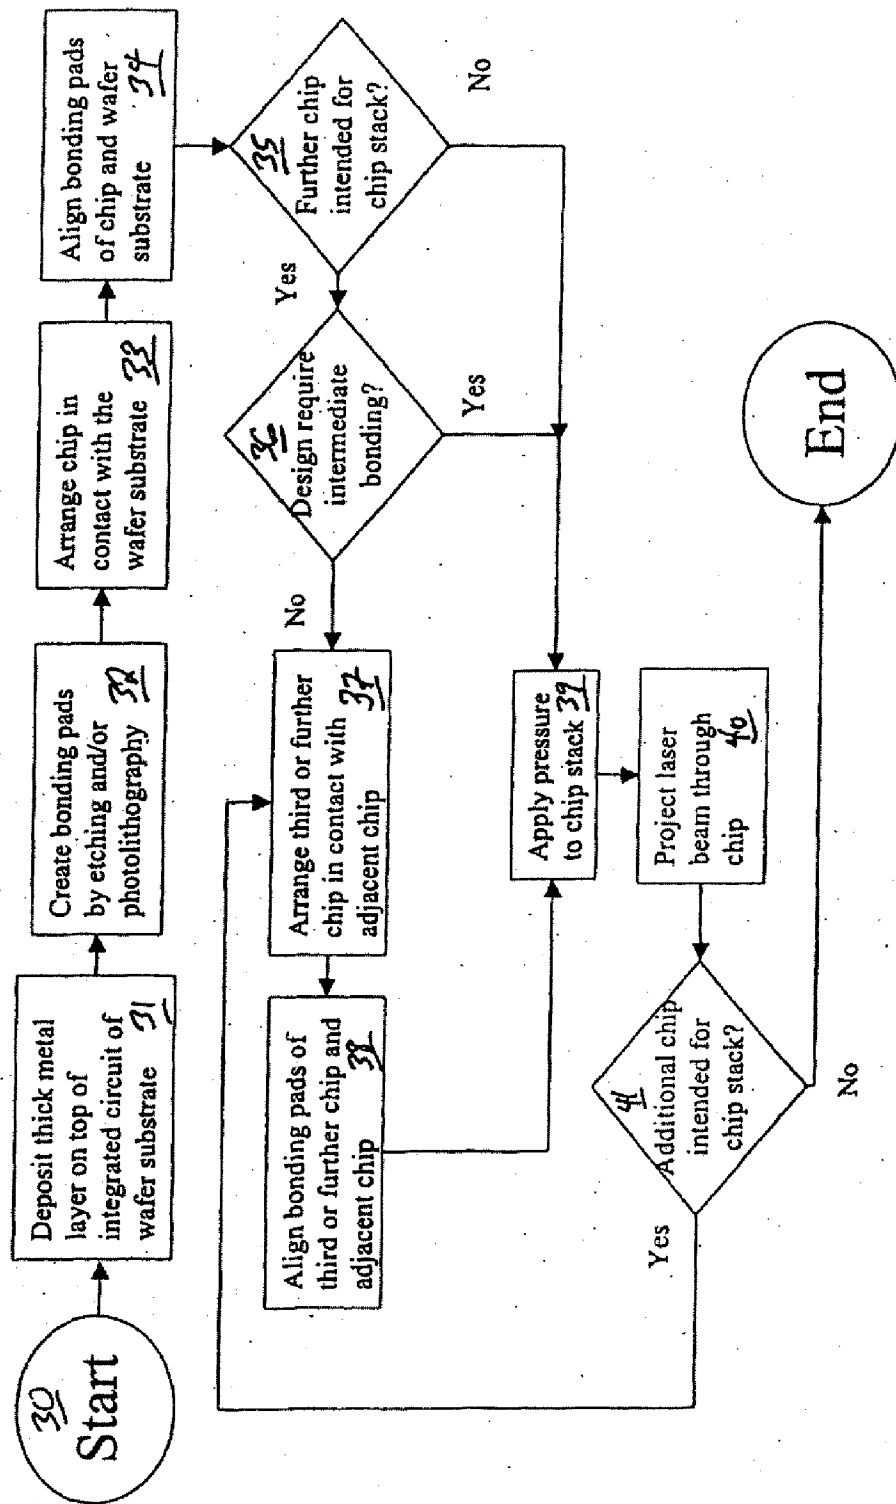 30
Start
Deposit thick metal
layer on top of
integrated circuit of
wafer substrate 31
Create bonding pads
by etching and/or
photolithography 32
Arrange chip in
contact with the
wafer substrate 33
Align bonding pads
of chip and wafer
substrate 34
35
Further chip
intended for
chip stack?
Yes
No
36
Design require
intermediate
bonding?
No
Yes
Arrange third or further
chip in contact with
adjacent chip 37
Align bonding pads of
third or further chip and
adjacent chip 38
Apply pressure
to chip stack 39
Project laser
beam through
chip 40
41
Additional chip
intended for
chip stack?
Yes
No
End